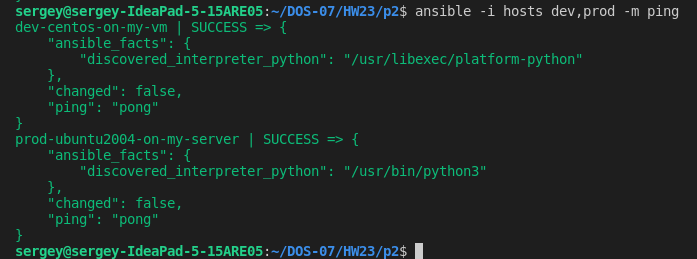 sergey@sergey-IdeaPad-5-15ARE05:~/DOS-07/HW23/p2$ ansible -i hosts dev,prod -m ping
dev-centos-on-my-vm | SUCCESS => {
    "ansible_facts": {
        "discovered_interpreter_python": "/usr/libexec/platform-python"
    },
    "changed": false,
    "ping": "pong"
}
prod-ubuntu2004-on-my-server | SUCCESS => {
    "ansible_facts": {
        "discovered_interpreter_python": "/usr/bin/python3"
    },
    "changed": false,
    "ping": "pong"
}
sergey@sergey-IdeaPad-5-15ARE05:~/DOS-07/HW23/p2$